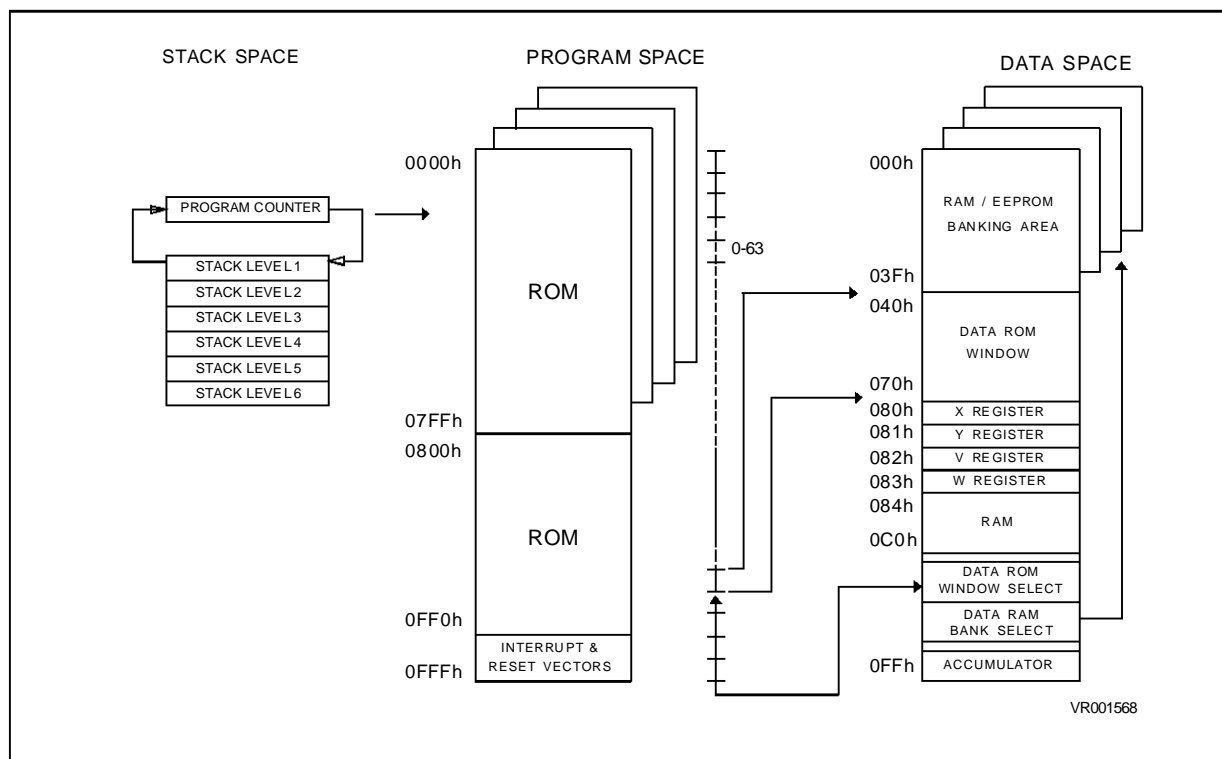 STACK SPACE
PROGRAM COUNTER
STACK LEVEL 1
STACK LEVEL 2
STACK LEVEL 3
STACK LEVEL 4
STACK LEVEL 5
STACK LEVEL 6
PROGRAM SPACE
0000h
ROM
07FFh
0800h
ROM
0FF0h
INTERRUPT &
RESET VECTORS
0FFFh
0-63
DATA SPACE
000h
RAM / EEPROM
BANKING AREA
03Fh
040h
DATA ROM
WINDOW
070h
080h
X REGISTER
081h
Y REGISTER
082h
V REGISTER
083h
W REGISTER
084h
RAM
0C0h
DATA ROM
WINDOW SELECT
DATA RAM
BANK SELECT
0FFh
ACCUMULATOR
VR001568